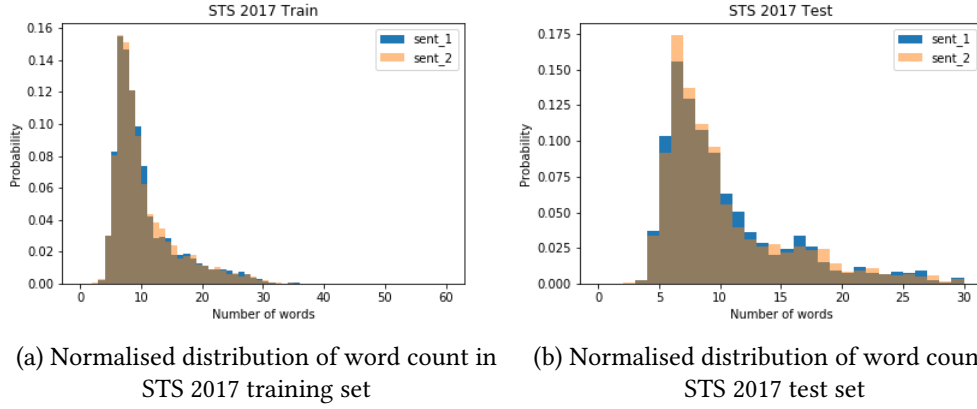 STS 2017 Train
0.16
0.14
0.12
0.10
0.08
0.06
0.04
0.02
0.00
Probability
sent_1
sent_2
0 10 20 30 40 50 60
Number of words
STS 2017 Test
0.175
0.150
0.125
0.100
0.075
0.050
0.025
0.000
Probability
sent_1
sent_2
0 5 10 15 20 25 30
Number of words
(a) Normalised distribution of word count in
STS 2017 training set
(b) Normalised distribution of word coun
STS 2017 test set